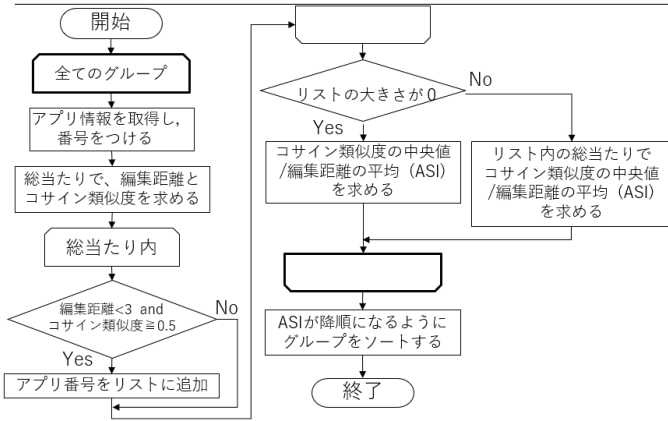 開始
全てのグループ
アプリ情報を取得し，
番号をつける
総当たりで、編集距離と
コサイン類似度を求める
総当たり内
編集距離<3 and
コサイン類似度≧0.5
No
Yes
アプリ番号をリストに追加
リストの大きさが0
No
Yes
コサイン類似度の中央値
/編集距離の平均（ASI）
を求める
リスト内の総当たりで
コサイン類似度の中央値
/編集距離の平均（ASI）
を求める
ASIが降順になるように
グループをソートする
終了